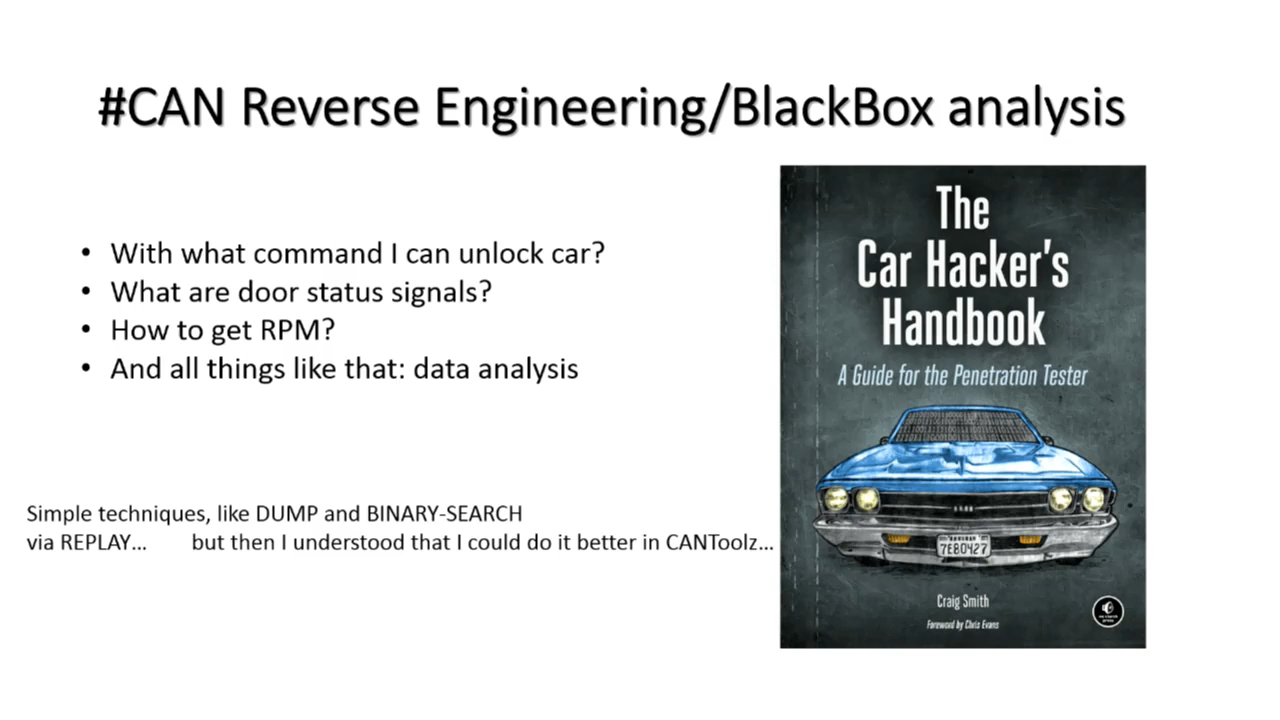 #CAN Reverse Engineering/BlackBox analysis
• With what command I can unlock car?
• What are door status signals?
• How to get RPM?
• And all things like that: data analysis
Simple techniques, like DUMP and BINARY-SEARCH
via REPLAY... but then I understood that I could do it better in CANToolz...
The
Car Hacker's
Handbook
A Guide for the Penetration Tester
7E80427
Craig Smith
Foreword by Chris Evans